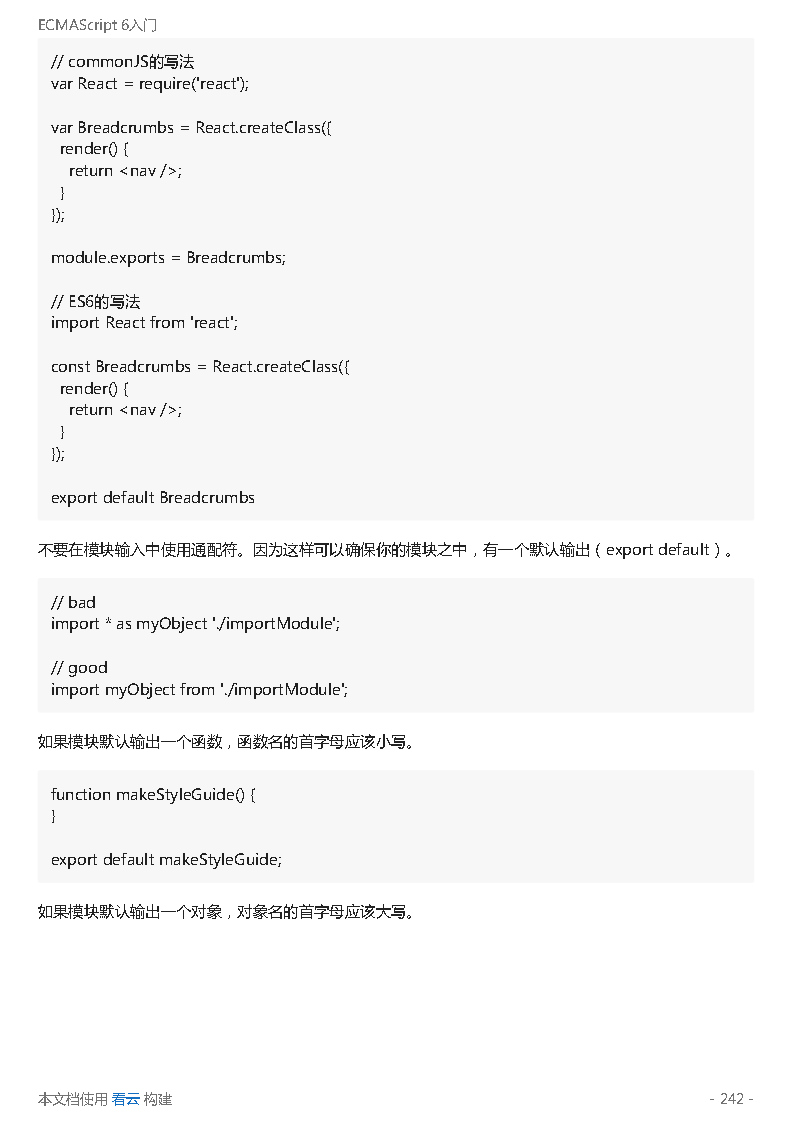 ECMAScript 6入门
// commonJS的写法
var React = require('react');
var Breadcrumbs = React.createClass({
render() {
return <nav />;
}
});
module.exports = Breadcrumbs;
// ES6的写法
import React from 'react';
const Breadcrumbs = React.createClass({
render() {
return <nav />;
}
});
export default Breadcrumbs
不要在模块输入中使用通配符。因为这样可以确保你的模块之中，有一个默认输出（export default）。
// bad
import * as myObject './importModule';
// good
import myObject from './importModule';
如果模块默认输出一个函数，函数名的首字母应该小写。
function makeStyleGuide() {
}
export default makeStyleGuide;
如果模块默认输出一个对象，对象名的首字母应该大写。
本文档使用 看云 构建
- 242 -